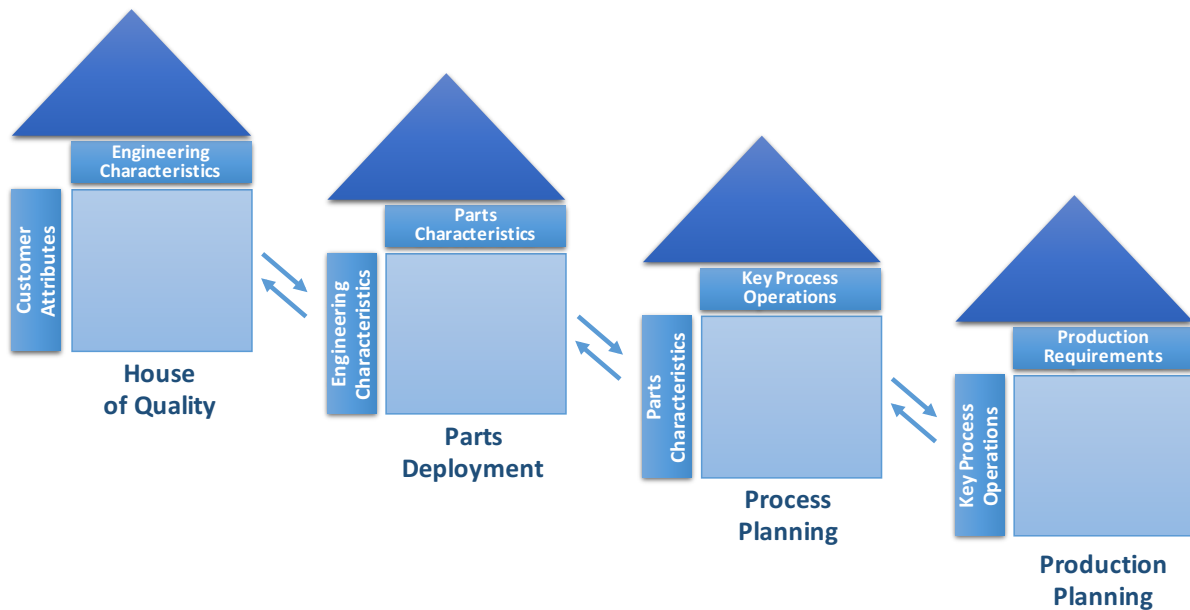 Engineering
Characteristics
Customer
Attributes
House
of Quality
Parts
Characteristics
Engineering
Characteristics
Parts
Deployment
Key Process
Operations
Parts
Characteristics
Process
Planning
Production
Requirements
Key Process
Operations
Production
Planning